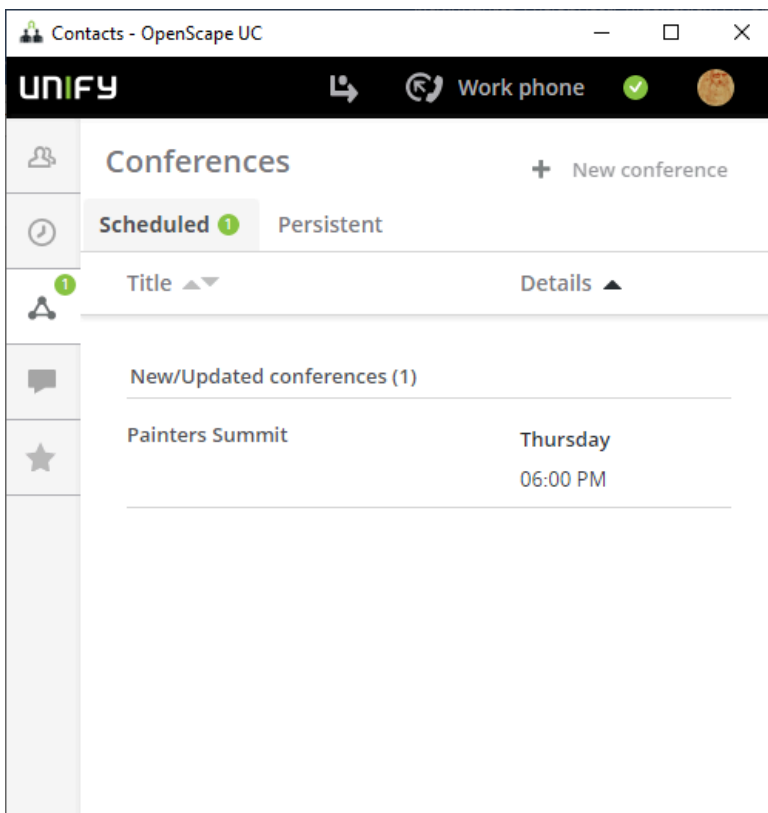 Contacts - OpenScape UC
UNIFY
Work phone
Conferences
+ New conference
Scheduled 1
Persistent
1
Title
Details
New/Updated conferences (1)
Painters Summit
Thursday
06:00 PM